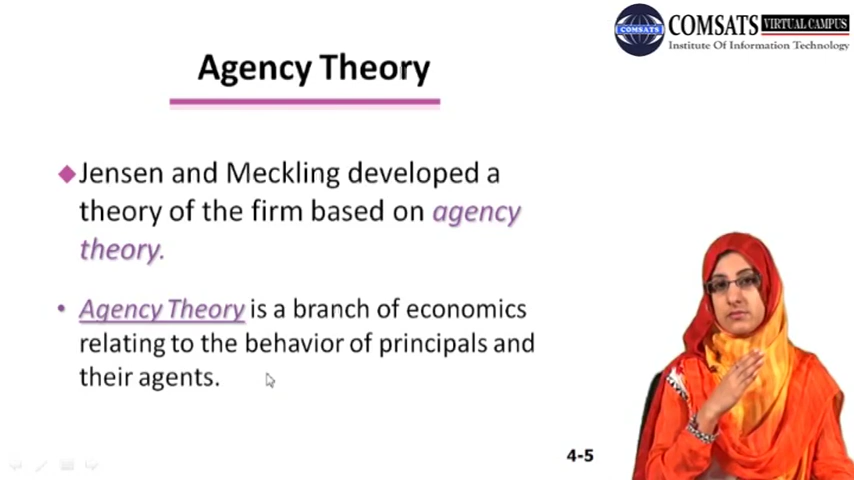 COMSATS VIRTUAL CAMPUS
COMSATS
Institute Of Information Technology
Agency Theory
Jensen and Meckling developed a
theory of the firm based on agency
theory.
• Agency Theory is a branch of economics
relating to the behavior of principals and
their agents.
4-5